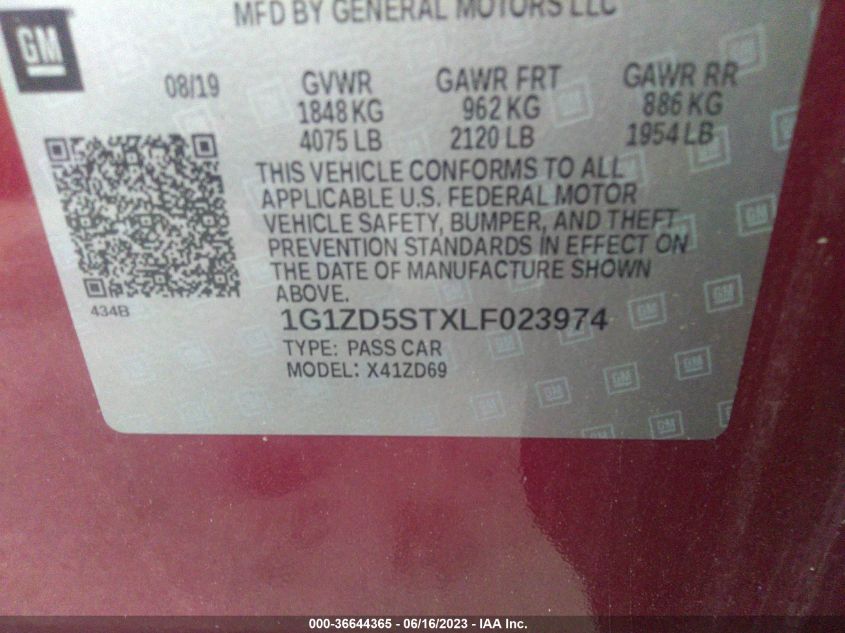 MFD BY GENERAL MOTORS LLC
GM
08/19 GVWR GAWR FRT GAWR RR
1848 KG 962 KG 886 KG
4075 LB 2120 LB 1954 LB
THIS VEHICLE CONFORMS TO ALL
APPLICABLE U.S. FEDERAL MOTOR
VEHICLE SAFETY, BUMPER, AND THEFT
PREVENTION STANDARDS IN EFFECT ON
THE DATE OF MANUFACTURE SHOWN
ABOVE.
434B
1G1ZD5STXLF023974
TYPE: PASS CAR
MODEL: X41ZD69
000-36644365 - 06/16/2023 - IAA Inc.